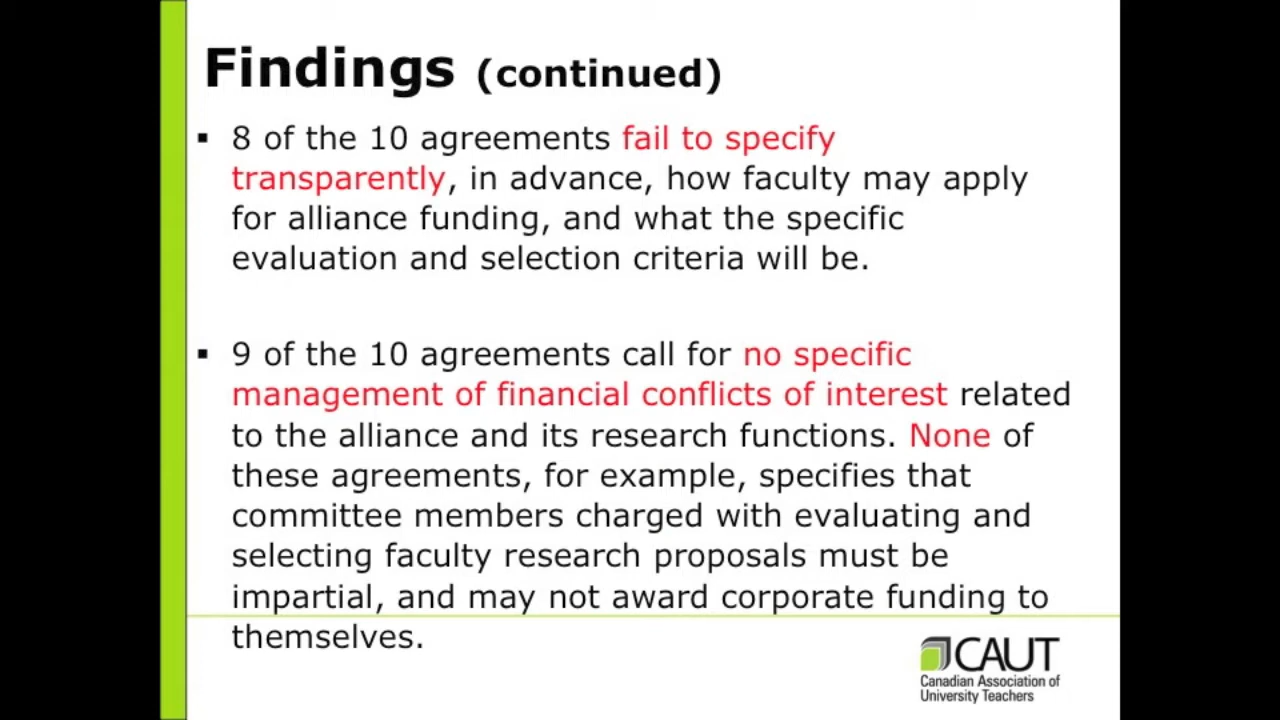 Findings (continued)
▪ 8 of the 10 agreements fail to specify
transparently, in advance, how faculty may apply
for alliance funding, and what the specific
evaluation and selection criteria will be.
▪ 9 of the 10 agreements call for no specific
management of financial conflicts of interest related
to the alliance and its research functions. None of
these agreements, for example, specifies that
committee members charged with evaluating and
selecting faculty research proposals must be
impartial, and may not award corporate funding to
themselves.
CAUT
Canadian Association of
University Teachers